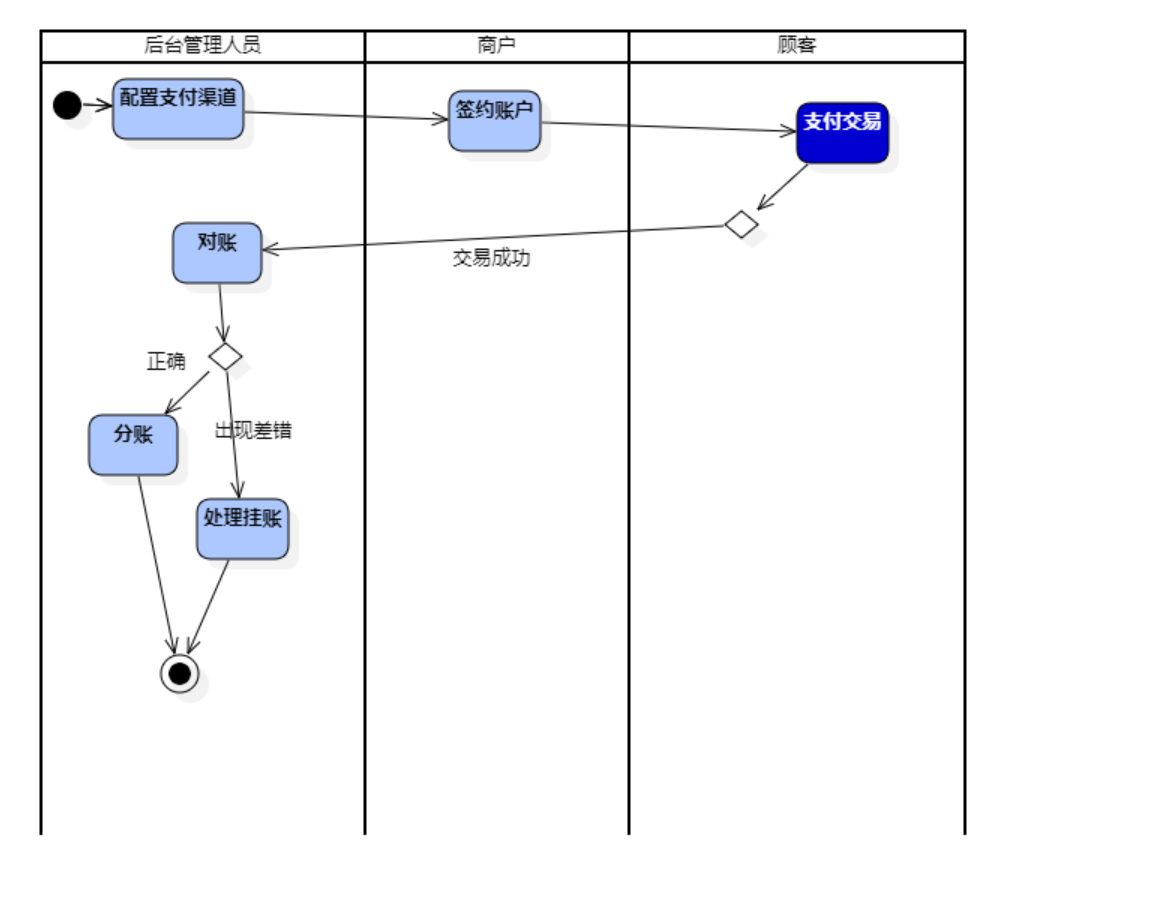 后台管理人员
商户
顾客
配置支付渠道
签约账户
支付交易
对账
交易成功
正确
分账
出现差错
处理挂账